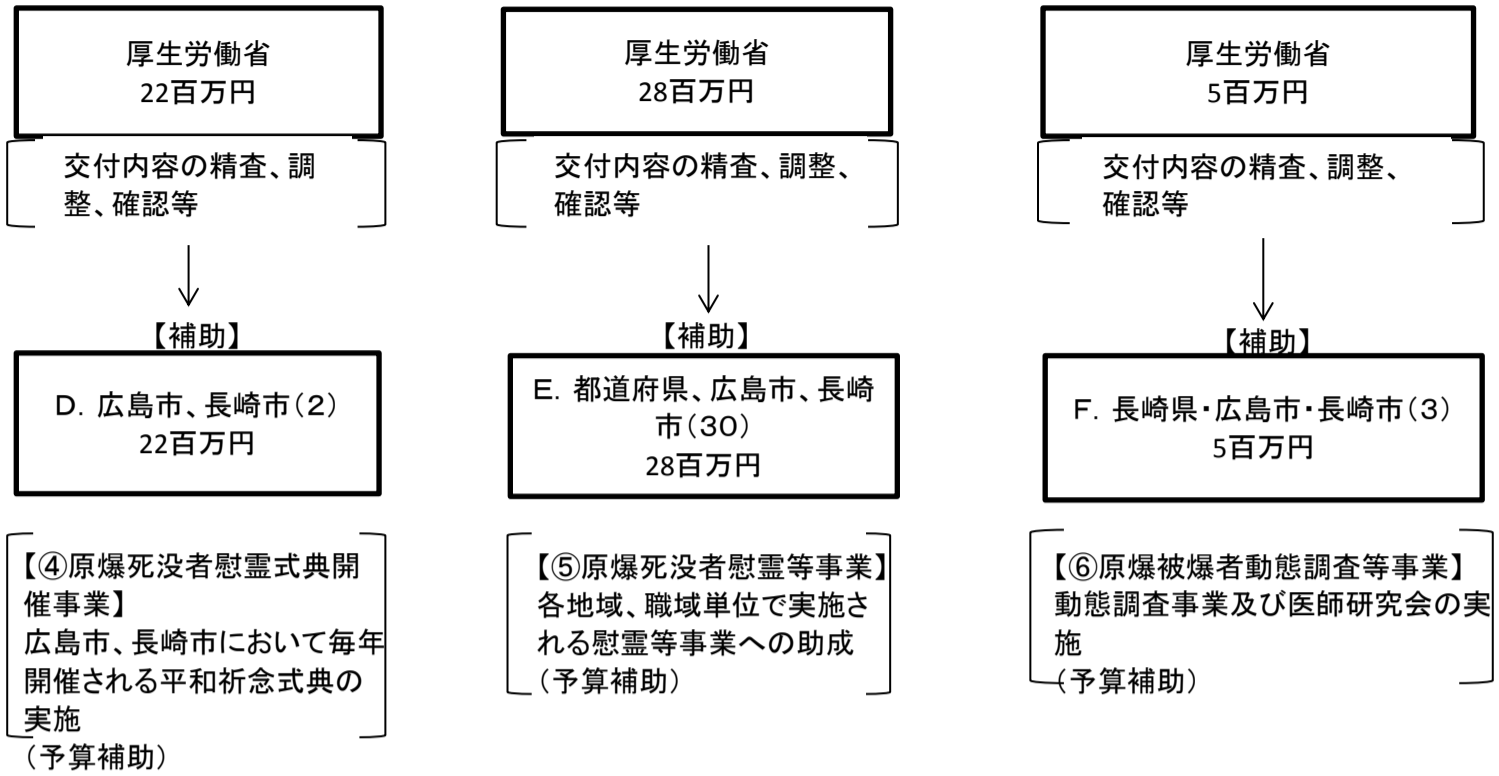 厚生労働省
22百万円
交付内容の精査、調
整、確認等
【補助】
D．広島市、長崎市（2）
22百万円
【④原爆死没者慰霊式典開
催事業】
広島市、長崎市において毎年
開催される平和祈念式典の
実施
（予算補助）
厚生労働省
28百万円
交付内容の精査、調整、
確認等
【補助】
E．都道府県、広島市、長崎
市（30）
28百万円
【⑤原爆死没者慰霊等事業】
各地域、職域単位で実施さ
れる慰霊等事業への助成
（予算補助）
厚生労働省
5百万円
交付内容の精査、調整、
確認等
【補助】
F．長崎県・広島市・長崎市（3）
5百万円
【⑥原爆被爆者動態調査等事業】
動態調査事業及び医師研究会の実
施
（予算補助）